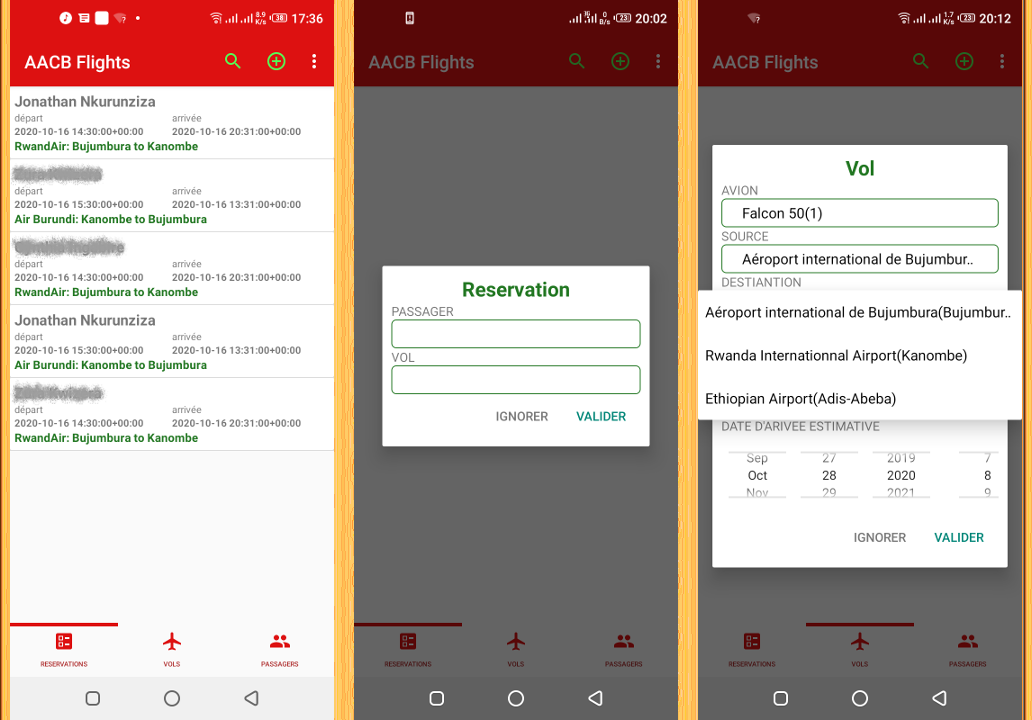 8.9 K/s 38 17:36
AACB Flights
Jonathan Nkurunziza
départ arrivée
2020-10-16 14:30:00+00:00 2020-10-16 20:31:00+00:00
RwandAir: Bujumbura to Kanombe
départ arrivée
2020-10-16 15:30:00+00:00 2020-10-16 13:31:00+00:00
Air Burundi: Kanombe to Bujumbura
départ arrivée
2020-10-16 14:30:00+00:00 2020-10-16 20:31:00+00:00
RwandAir: Bujumbura to Kanombe
Jonathan Nkurunziza
départ arrivée
2020-10-16 15:30:00+00:00 2020-10-16 13:31:00+00:00
Air Burundi: Kanombe to Bujumbura
départ arrivée
2020-10-16 14:30:00+00:00 2020-10-16 20:31:00+00:00
RwandAir: Bujumbura to Kanombe
RESERVATIONS VOLS PASSAGERS
0 B/s 23 20:02
AACB Flights
Reservation
PASSAGER
VOL
IGNORER VALIDER
RESERVATIONS VOLS PASSAGERS
1.7 K/s 23 20:12
AACB Flights
Vol
AVION
Falcon 50(1)
SOURCE
Aéroport international de Bujumbur..
DESTIANTION
Aéroport international de Bujumbura(Bujumbur..
Rwanda Internationnal Airport(Kanombe)
Ethiopian Airport(Adis-Abeba)
DATE D'ARIVEE ESTIMATIVE
Sep 27 2019 7
Oct 28 2020 8
Nov 29 2021 9
IGNORER VALIDER
RESERVATIONS VOLS PASSAGERS